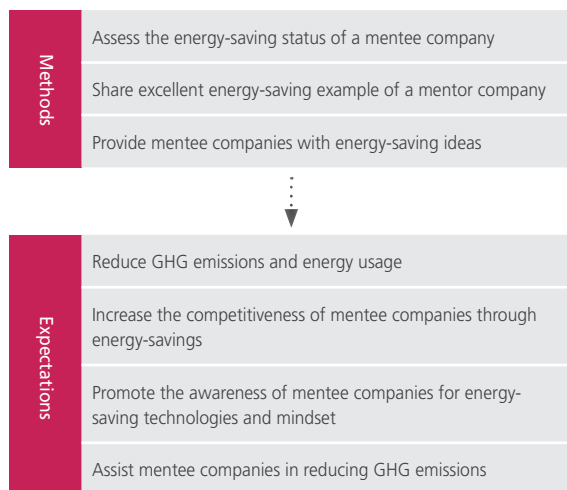 Methods
Assess the energy-saving status of a mentee company
Share excellent energy-saving example of a mentor company
Provide mentee companies with energy-saving ideas
Expectations
Reduce GHG emissions and energy usage
Increase the competitiveness of mentee companies through
energy-savings
Promote the awareness of mentee companies for energy-
saving technologies and mindset
Assist mentee companies in reducing GHG emissions